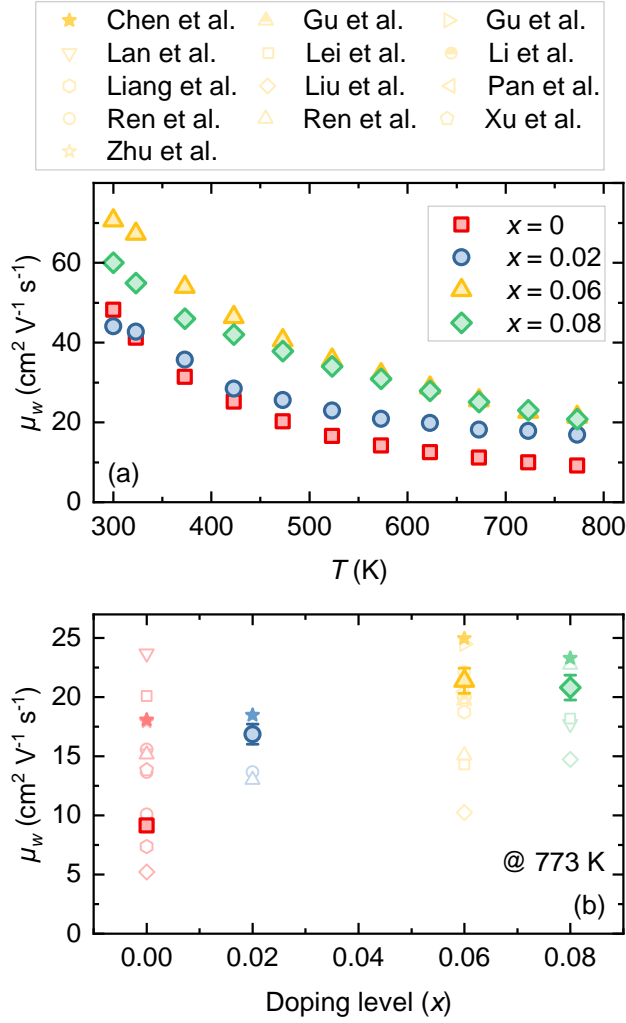 Chen et al. Gu et al. Gu et al.
Lan et al. Lei et al. Li et al.
Liang et al. Liu et al. Pan et al.
Ren et al. Ren et al. Xu et al.
Zhu et al.
μw (cm² V⁻¹ s⁻¹)
60
40
20
0
x = 0
x = 0.02
x = 0.06
x = 0.08
(a)
300 400 500 600 700 800
T (K)
μw (cm² V⁻¹ s⁻¹)
25
20
15
10
5
0
@ 773 K
(b)
0.00 0.02 0.04 0.06 0.08
Doping level (x)